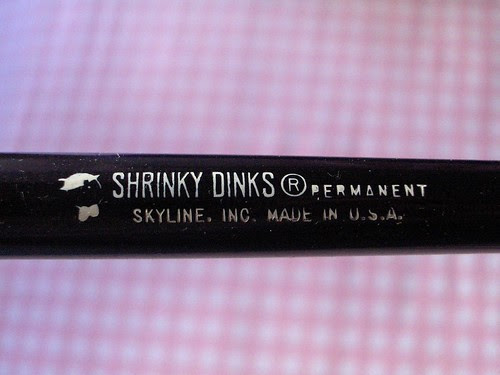 SHRINKY DINKS® PERMANENT
SKYLINE, INC. MADE IN U.S.A.